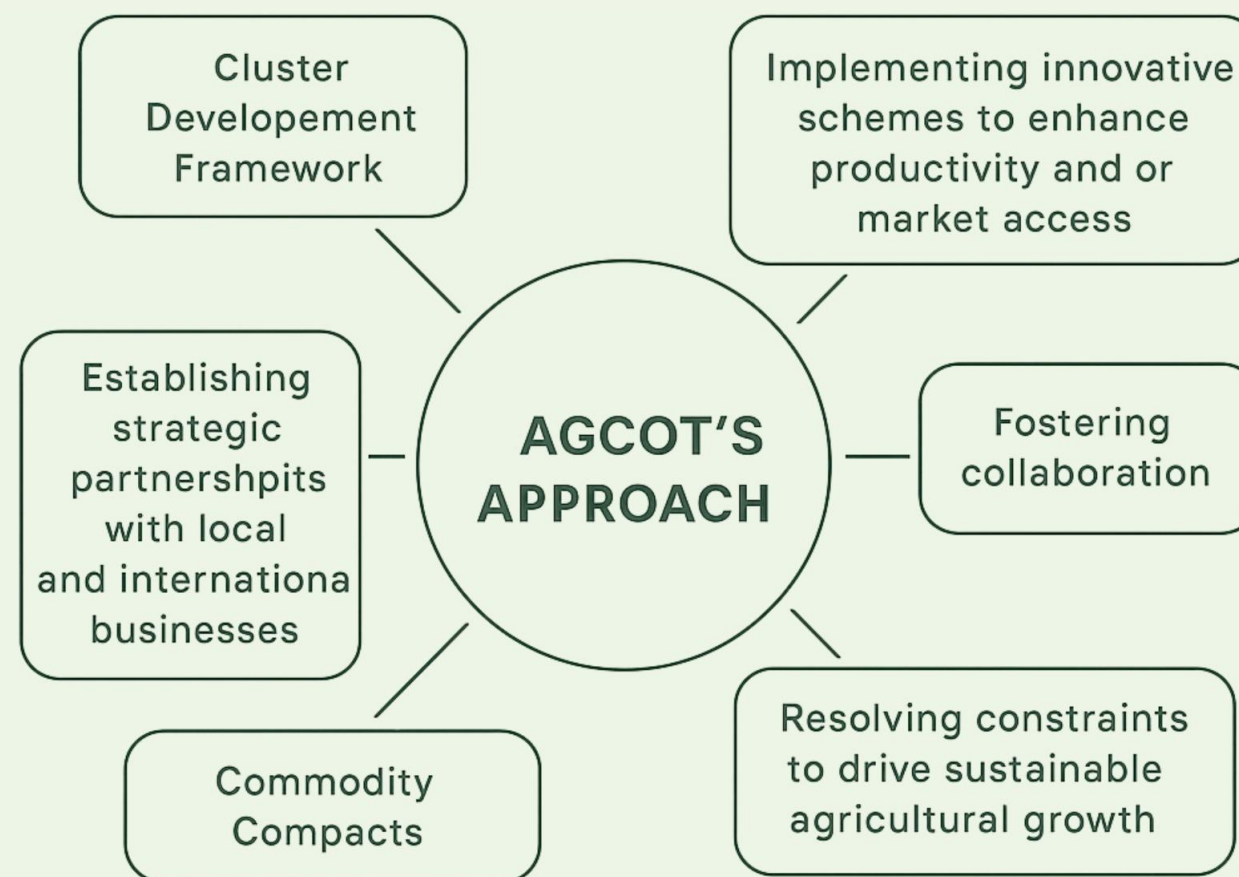 Cluster
Developement
Framework
Implementing innovative
schemes to enhance
productivity and or
market access
Establishing
strategic
partnershpits
with local
and internationa
businesses
AGCOT'S
APPROACH
Fostering
collaboration
Commodity
Compacts
Resolving constraints
to drive sustainable
agricultural growth